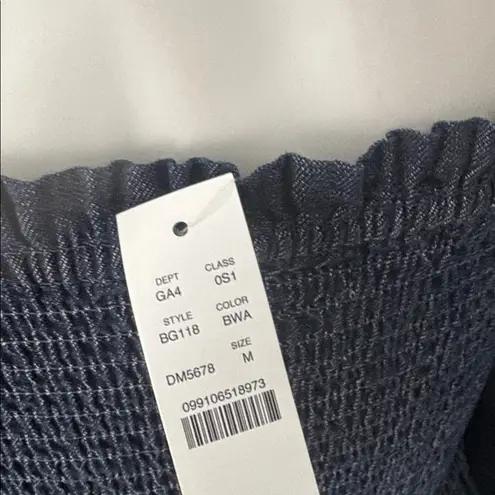 DEPT CLASS
GA4 0S1
STYLE COLOR
BG118 BWA
SIZE
DM5678 M
099106518973